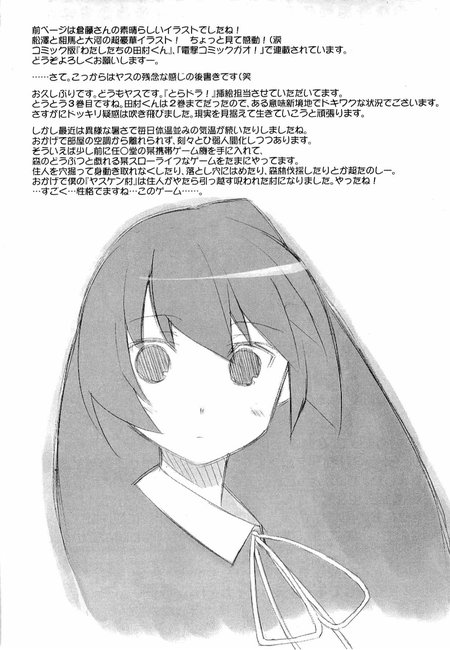 前ページは倉藤さんの素晴らしいイラストでしたね！
松澤と相馬と大河の超豪華イラスト！　ちょっと見て感動！（涙
コミック版『わたしたちの田村くん』、「電撃コミックガオ！」で連載されています。
どうぞよろしくお願いしますー。
……さて。こっからはヤスの残念な感じの後書きです（笑
お久しぶりです。どうもヤスです。『とらドラ！』挿絵担当させていただいてます。
とうとう3巻目ですね。田村くんは2巻までだったので、ある意味新境地でドキワクな状況でございます。
さすがにドッキリ疑惑は吹き飛びました。現実を見据えて生きていこうと頑張ります。
しかし最近は異様な暑さで毎日体温並みの気温が続いたりしましたね。
おかげで部屋の空調から離れられず、刻々とひ弱人間化しつつあります。
そういえば少し前に任〇堂の某携帯ゲーム機を手に入れて、
森のどうぶつと戯れる某スローライフなゲームをたまにやってます。
住人を穴掘って身動き取れなくしたり、落とし穴にはめたり、森林伐採したりとか超たのしー。
おかげで僕の『ヤスケン村』は住人がやたら引っ越す呪われた村になりました。やったね！
…すごく…性格でますね…このゲーム…。